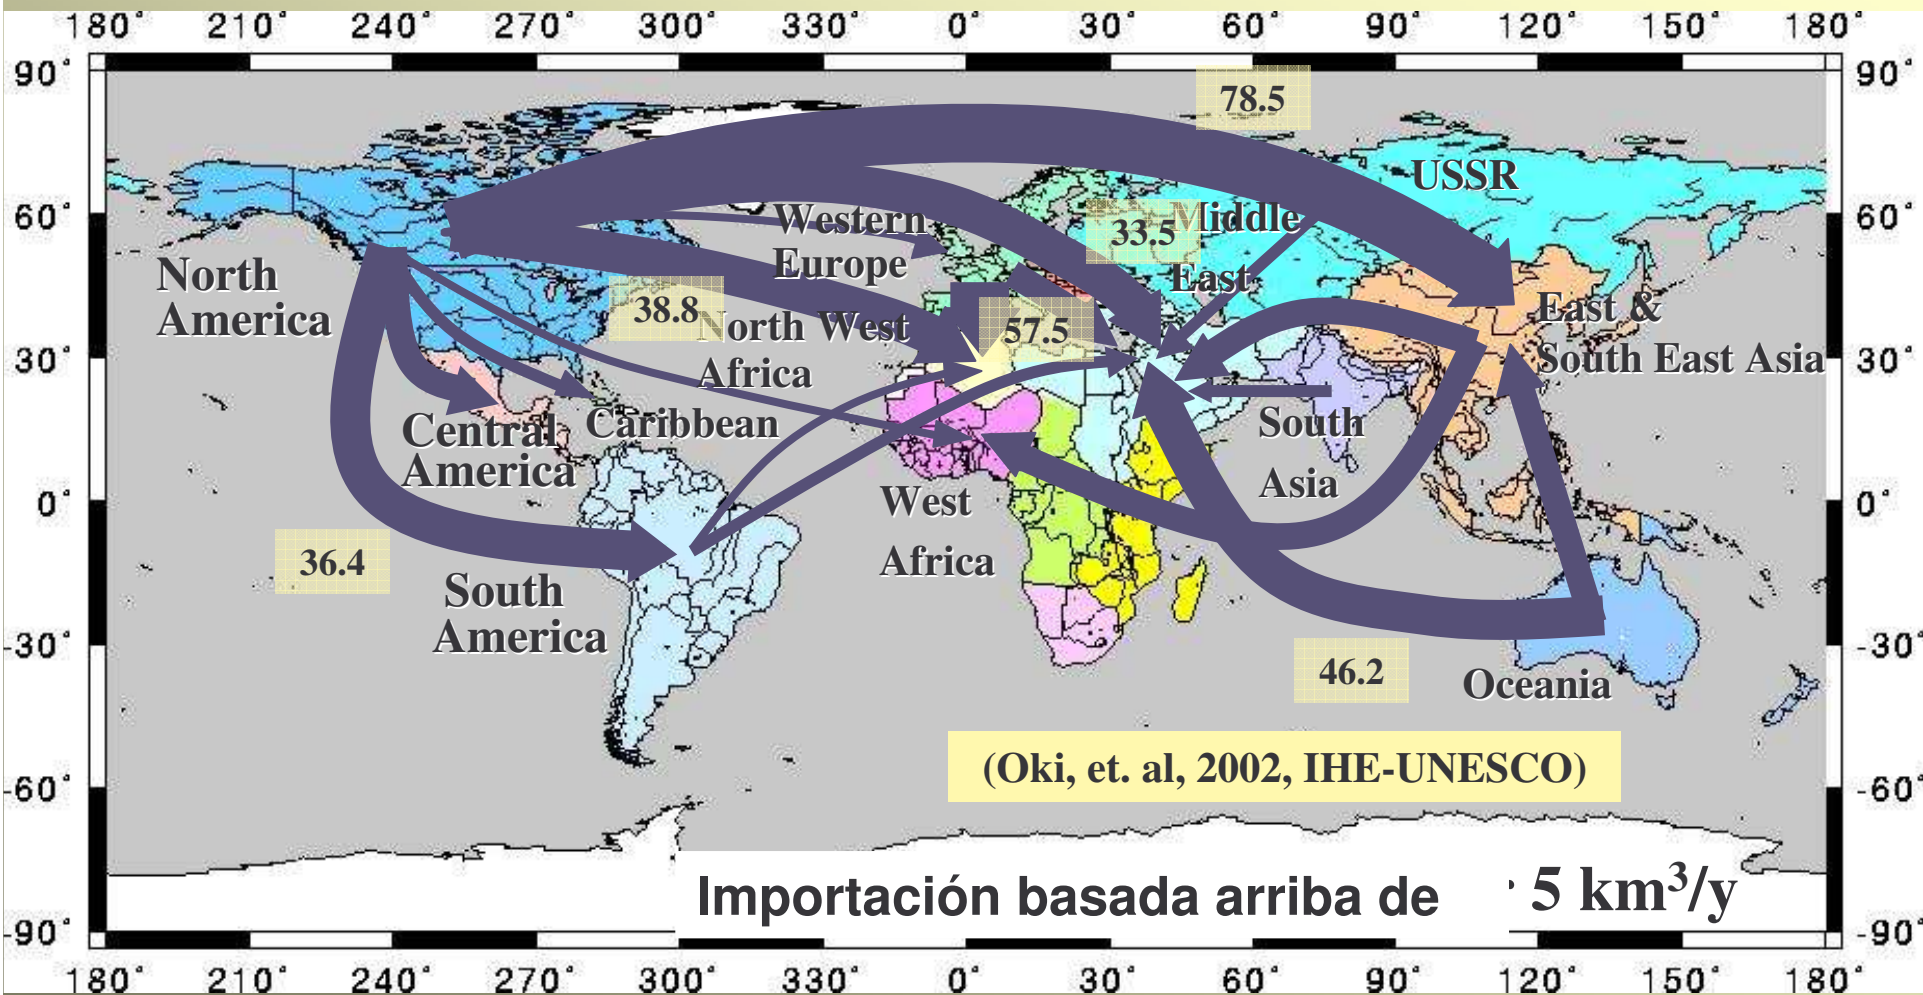 180° 210° 240° 270° 300° 330° 0° 30° 60° 90° 120° 150° 180°
90° 90°
78.5
USSR
60° 60°
Western
Europe
33.5
Middle
East
North
America
38.8
North West
Africa
57.5
East &
South East Asia
30° 30°
Central
America
Caribbean
South
Asia
West
Africa
0° 0°
36.4
South
America
-30° -30°
46.2
Oceania
(Oki, et. al, 2002, IHE-UNESCO)
-60° -60°
Importación basada arriba de 5 km³/y
-90° -90°
180° 210° 240° 270° 300° 330° 0° 30° 60° 90° 120° 150° 180°